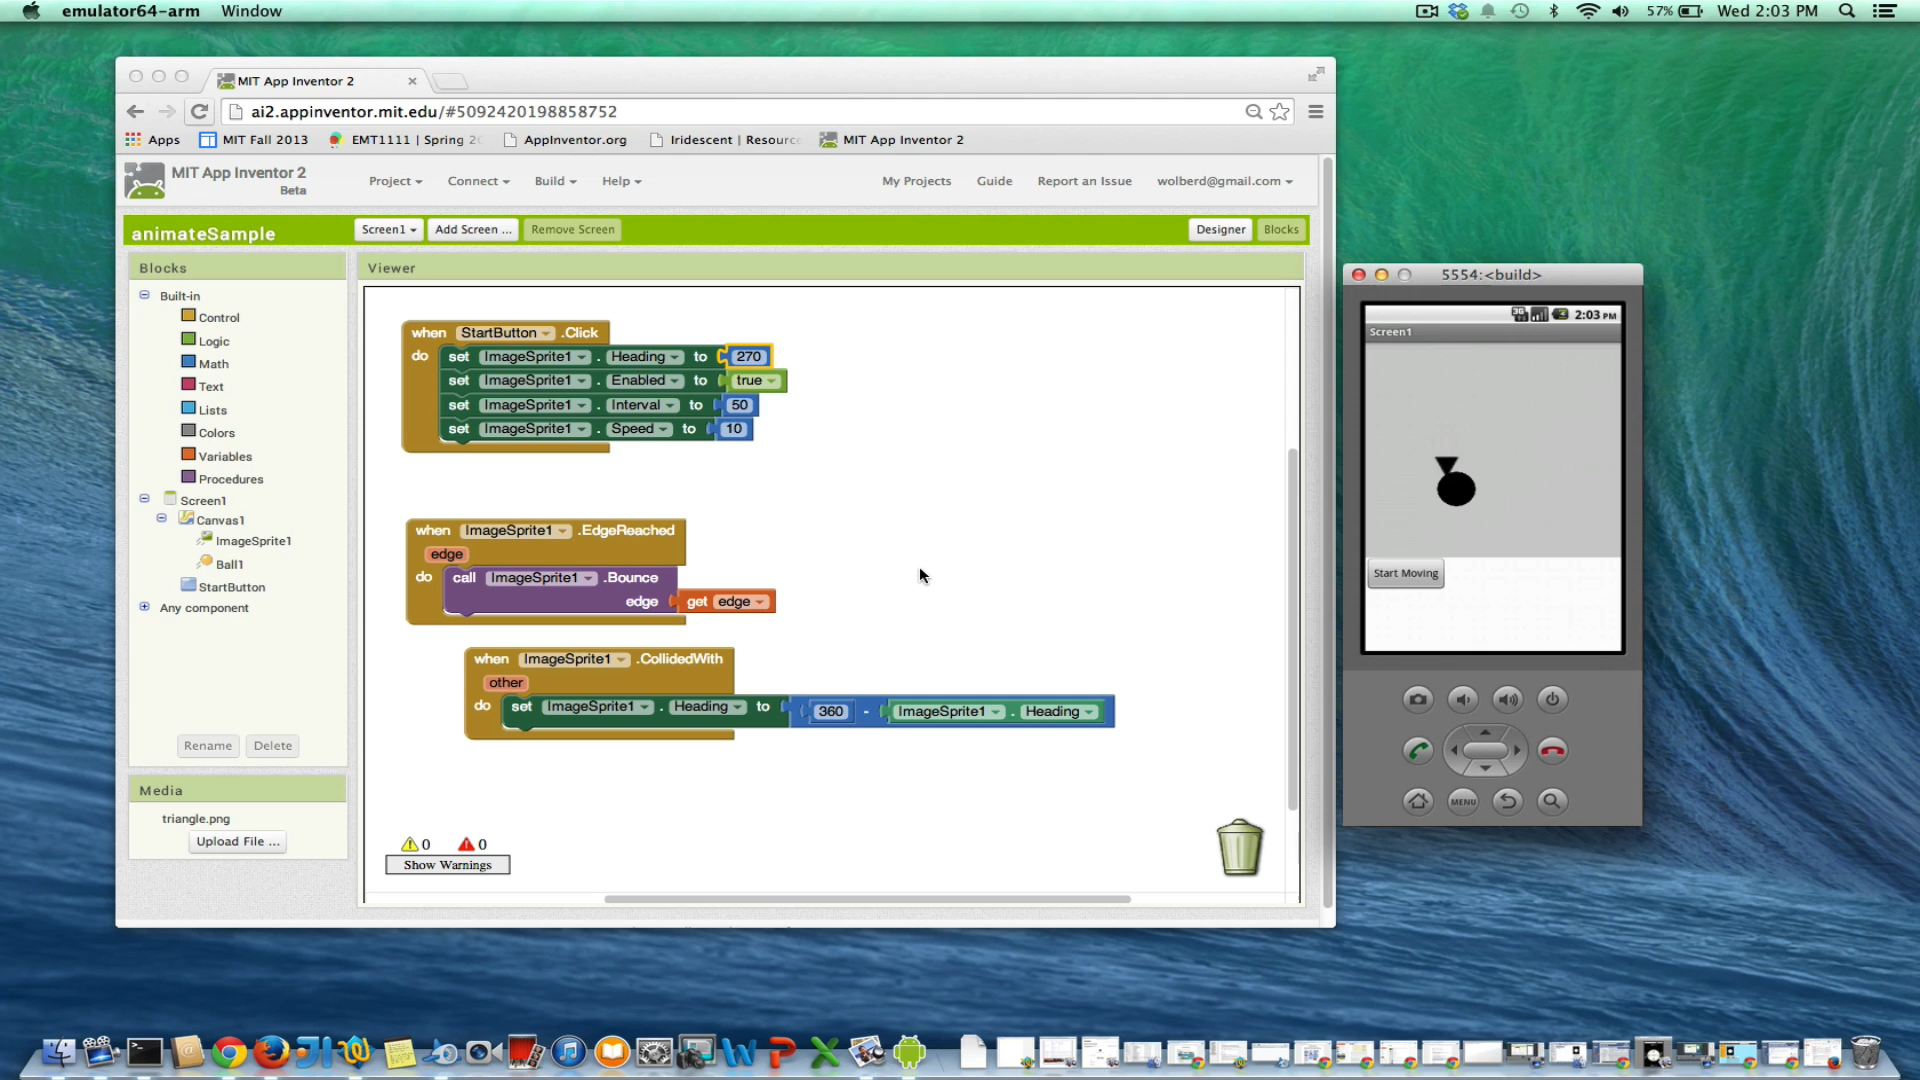 emulator64-arm Window 57% Wed 2:03 PM
MIT App Inventor 2
ai2.appinventor.mit.edu/#5092420198858752
Apps MIT Fall 2013 EMT1111 | Spring 20 AppInventor.org Iridescent | Resource MIT App Inventor 2
MIT App Inventor 2
Beta
Project Connect Build Help My Projects Guide Report an Issue wolberd@gmail.com
animateSample Screen1 Add Screen ... Remove Screen Designer Blocks
Blocks
Built-in
Control
Logic
Math
Text
Lists
Colors
Variables
Procedures
Screen1
Canvas1
ImageSprite1
Ball1
StartButton
Any component
Rename Delete
Media
triangle.png
Upload File ...
Viewer
when StartButton .Click
do set ImageSprite1 . Heading to 270
set ImageSprite1 . Enabled to true
set ImageSprite1 . Interval to 50
set ImageSprite1 . Speed to 10
when ImageSprite1 .EdgeReached
edge
do call ImageSprite1 .Bounce
edge get edge
when ImageSprite1 .CollidedWith
other
do set ImageSprite1 . Heading to 360 - ImageSprite1 . Heading
0 0
Show Warnings
5554:<build>
3G 2:03 PM
Screen1
Start Moving
MENU